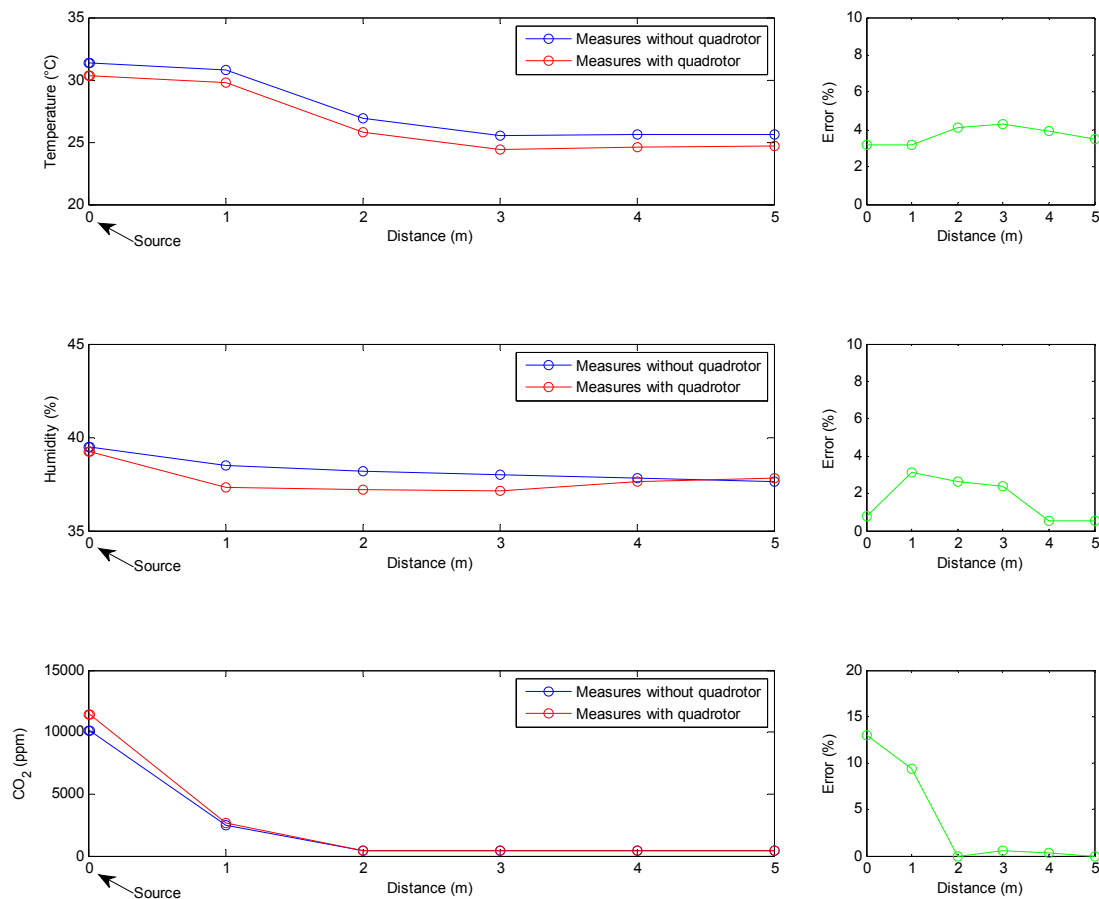 35
30
25
20
Temperature (°C)
Measures without quadrotor
Measures with quadrotor
0 1 2 3 4 5
Distance (m)
Source
10
8
6
4
2
0
Error (%)
0 1 2 3 4 5
Distance (m)
45
40
35
Humidity (%)
Measures without quadrotor
Measures with quadrotor
0 1 2 3 4 5
Distance (m)
Source
10
8
6
4
2
0
Error (%)
0 1 2 3 4 5
Distance (m)
15000
10000
5000
0
CO2 (ppm)
Measures without quadrotor
Measures with quadrotor
0 1 2 3 4 5
Distance (m)
Source
20
15
10
5
0
Error (%)
0 1 2 3 4 5
Distance (m)